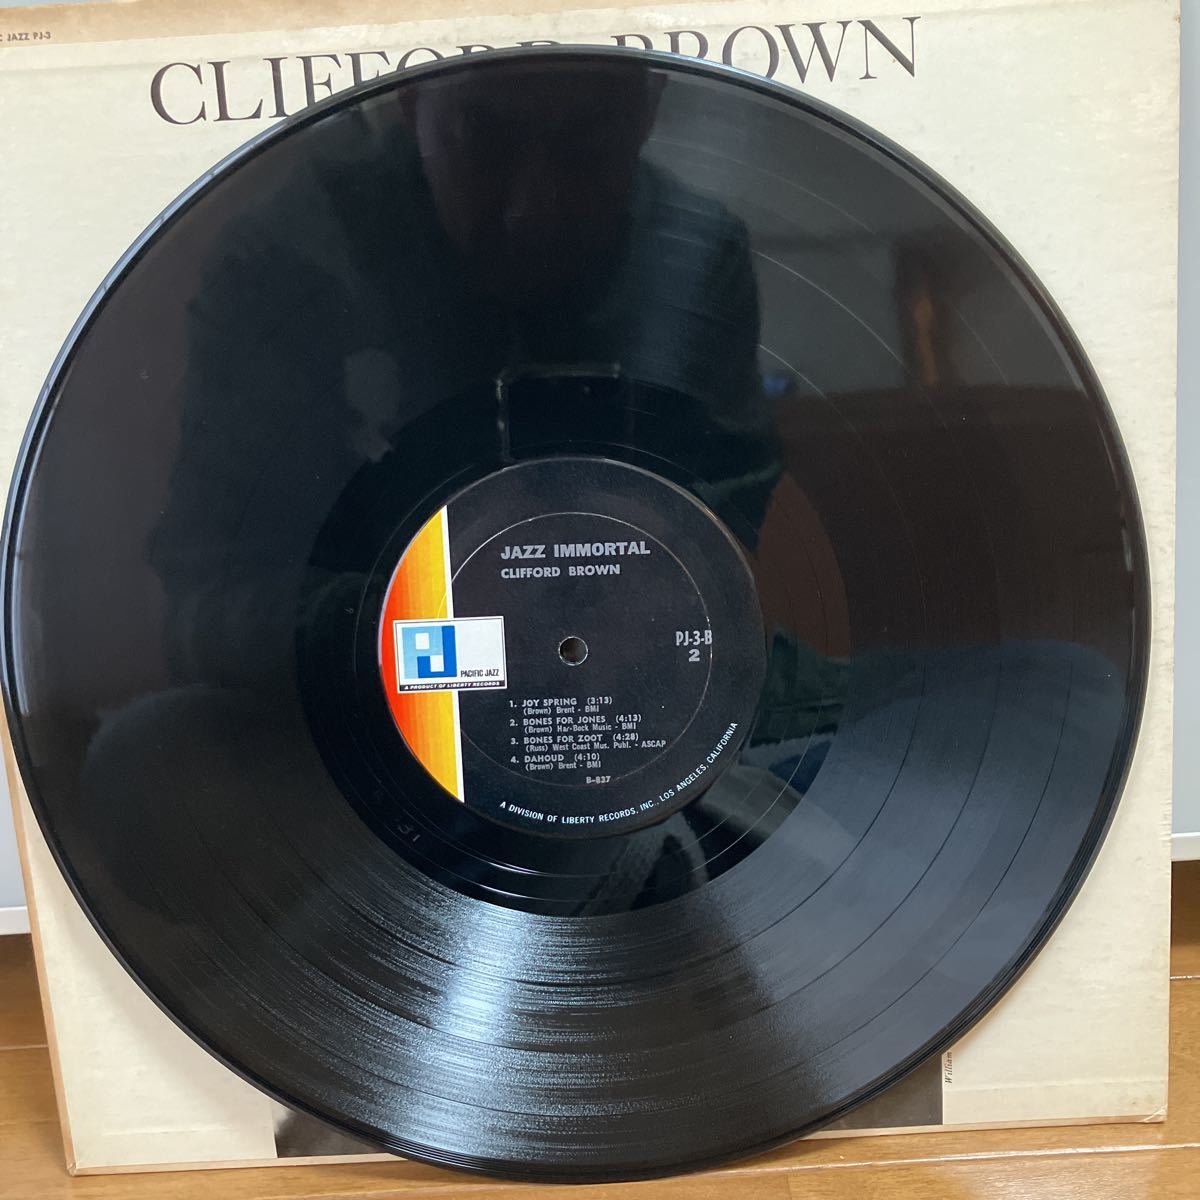 C JAZZ PJ-3
CLIFFORD BROWN
JAZZ IMMORTAL
CLIFFORD BROWN
PJ-3-B
2
PJ
PACIFIC JAZZ
A PRODUCT OF LIBERTY RECORDS
1. JOY SPRING (3:13)
(Brown) Brent - BMI
2. BONES FOR JONES (4:13)
(Brown) Har-Bock Music - BMI
3. BONES FOR ZOOT (4:28)
(Russ) West Coast Mus. Publ. - ASCAP
4. DAHOUD (4:10)
(Brown) Brent - BMI
B-837
A DIVISION OF LIBERTY RECORDS, INC., LOS ANGELES, CALIFORNIA
William